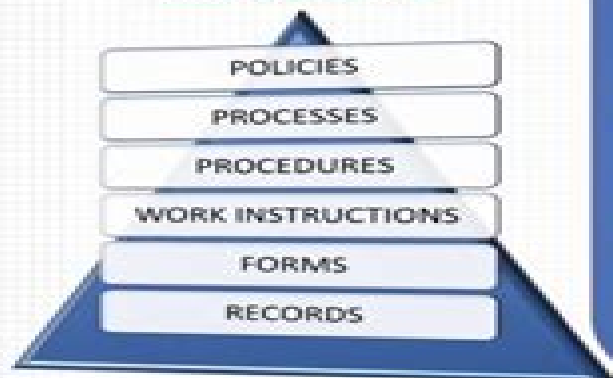 POLICIES
PROCESSES
PROCEDURES
WORK INSTRUCTIONS
FORMS
RECORDS